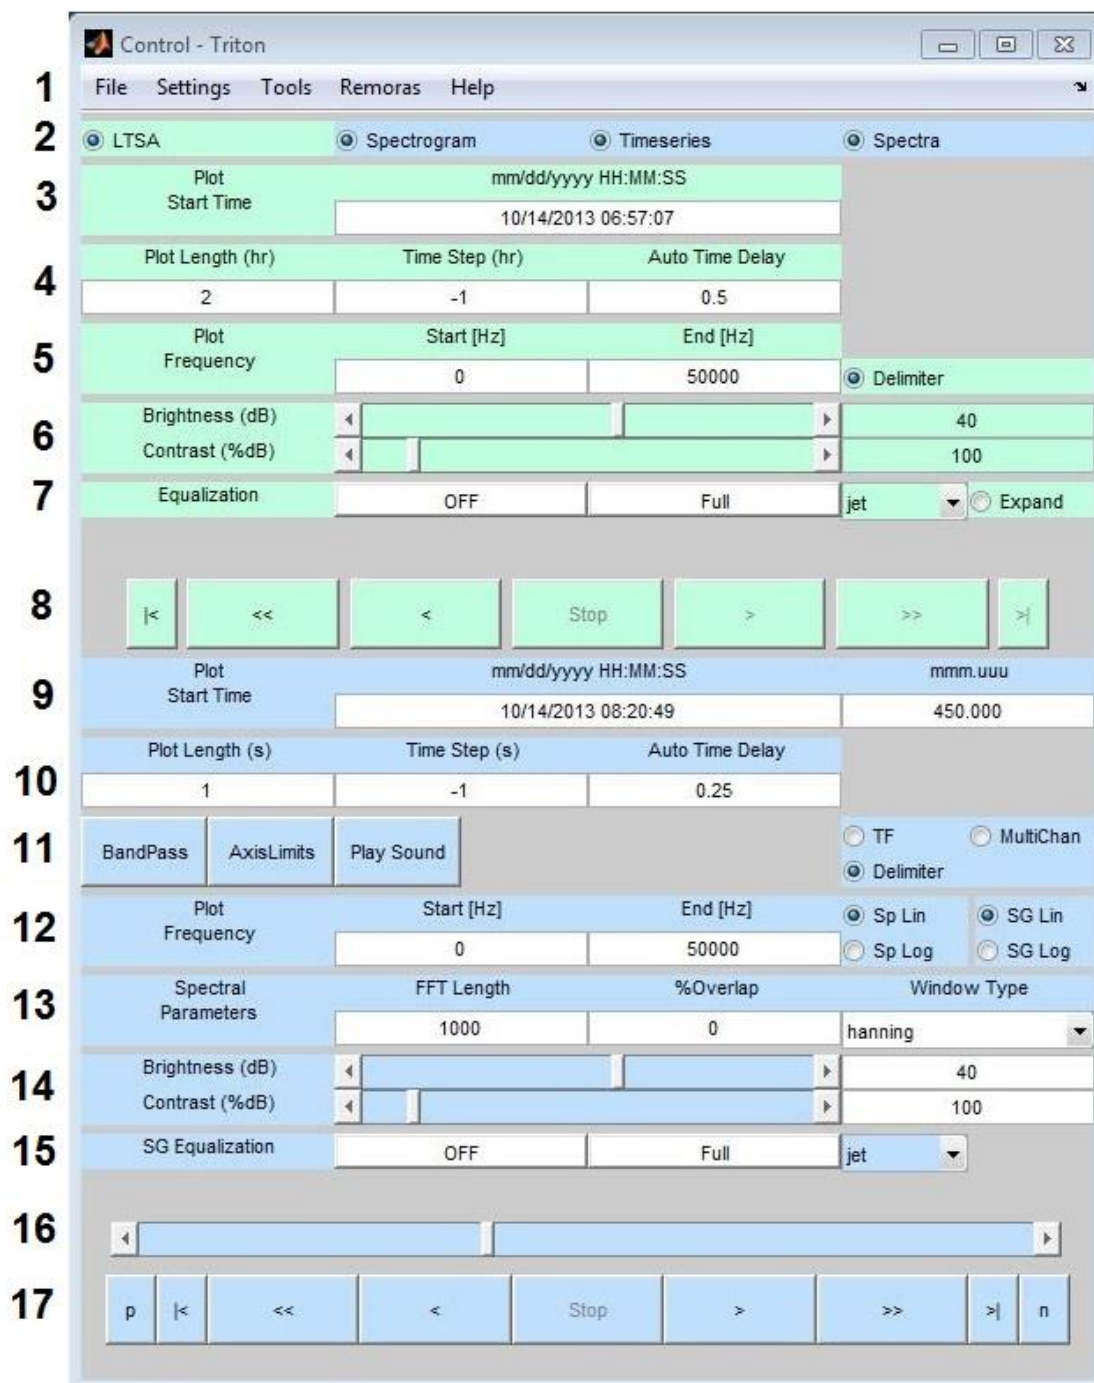 Control - Triton
1 File Settings Tools Remoras Help
2 LTSA Spectrogram Timeseries Spectra
3 Plot Start Time mm/dd/yyyy HH:MM:SS
10/14/2013 06:57:07
4 Plot Length (hr) Time Step (hr) Auto Time Delay
2 -1 0.5
5 Plot Frequency Start [Hz] End [Hz]
0 50000 Delimiter
6 Brightness (dB) 40
Contrast (%dB) 100
7 Equalization OFF Full jet Expand
8 |< << < Stop > >> >|
9 Plot Start Time mm/dd/yyyy HH:MM:SS mmm.uuu
10/14/2013 08:20:49 450.000
10 Plot Length (s) Time Step (s) Auto Time Delay
1 -1 0.25
11 BandPass AxisLimits Play Sound TF MultiChan
Delimiter
12 Plot Frequency Start [Hz] End [Hz] Sp Lin SG Lin
0 50000 Sp Log SG Log
13 Spectral Parameters FFT Length %Overlap Window Type
1000 0 hanning
14 Brightness (dB) 40
Contrast (%dB) 100
15 SG Equalization OFF Full jet
16
17 p |< << < Stop > >> >| n